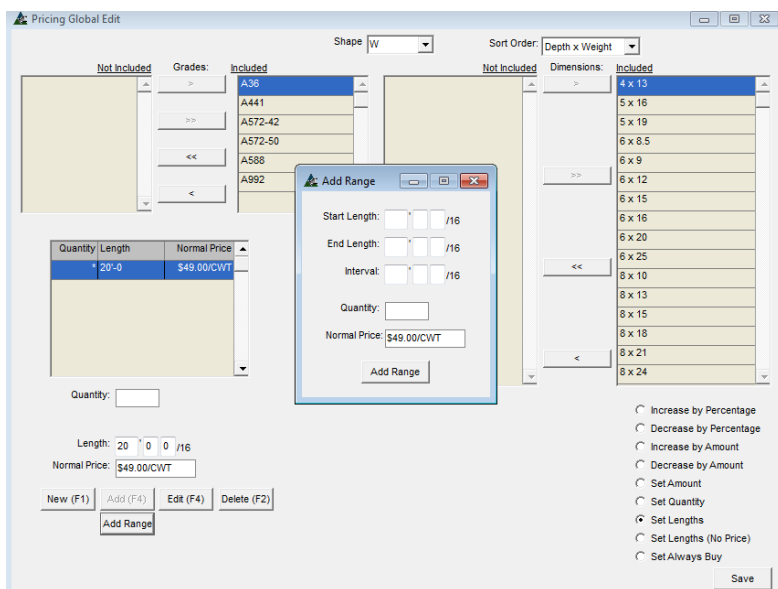 Pricing Global Edit
Shape W
Sort Order: Depth x Weight
Not Included Grades: Included
Not Included Dimensions: Included
> A36
A441
>> A572-42
A572-50
<< A588
< A992
> 4 x 13
5 x 16
5 x 19
6 x 8.5
6 x 9
>> 6 x 12
6 x 15
6 x 16
6 x 20
6 x 25
<< 8 x 10
8 x 13
8 x 15
8 x 18
< 8 x 21
8 x 24
Add Range
Start Length: ' /16
End Length: ' /16
Interval: ' /16
Quantity:
Normal Price: $49.00/CWT
Add Range
Quantity Length Normal Price
* 20'-0 $49.00/CWT
Quantity:
Length: 20 ' 0 0 /16
Normal Price: $49.00/CWT
New (F1) Add (F4) Edit (F4) Delete (F2)
Add Range
Increase by Percentage
Decrease by Percentage
Increase by Amount
Decrease by Amount
Set Amount
Set Quantity
Set Lengths
Set Lengths (No Price)
Set Always Buy
Save